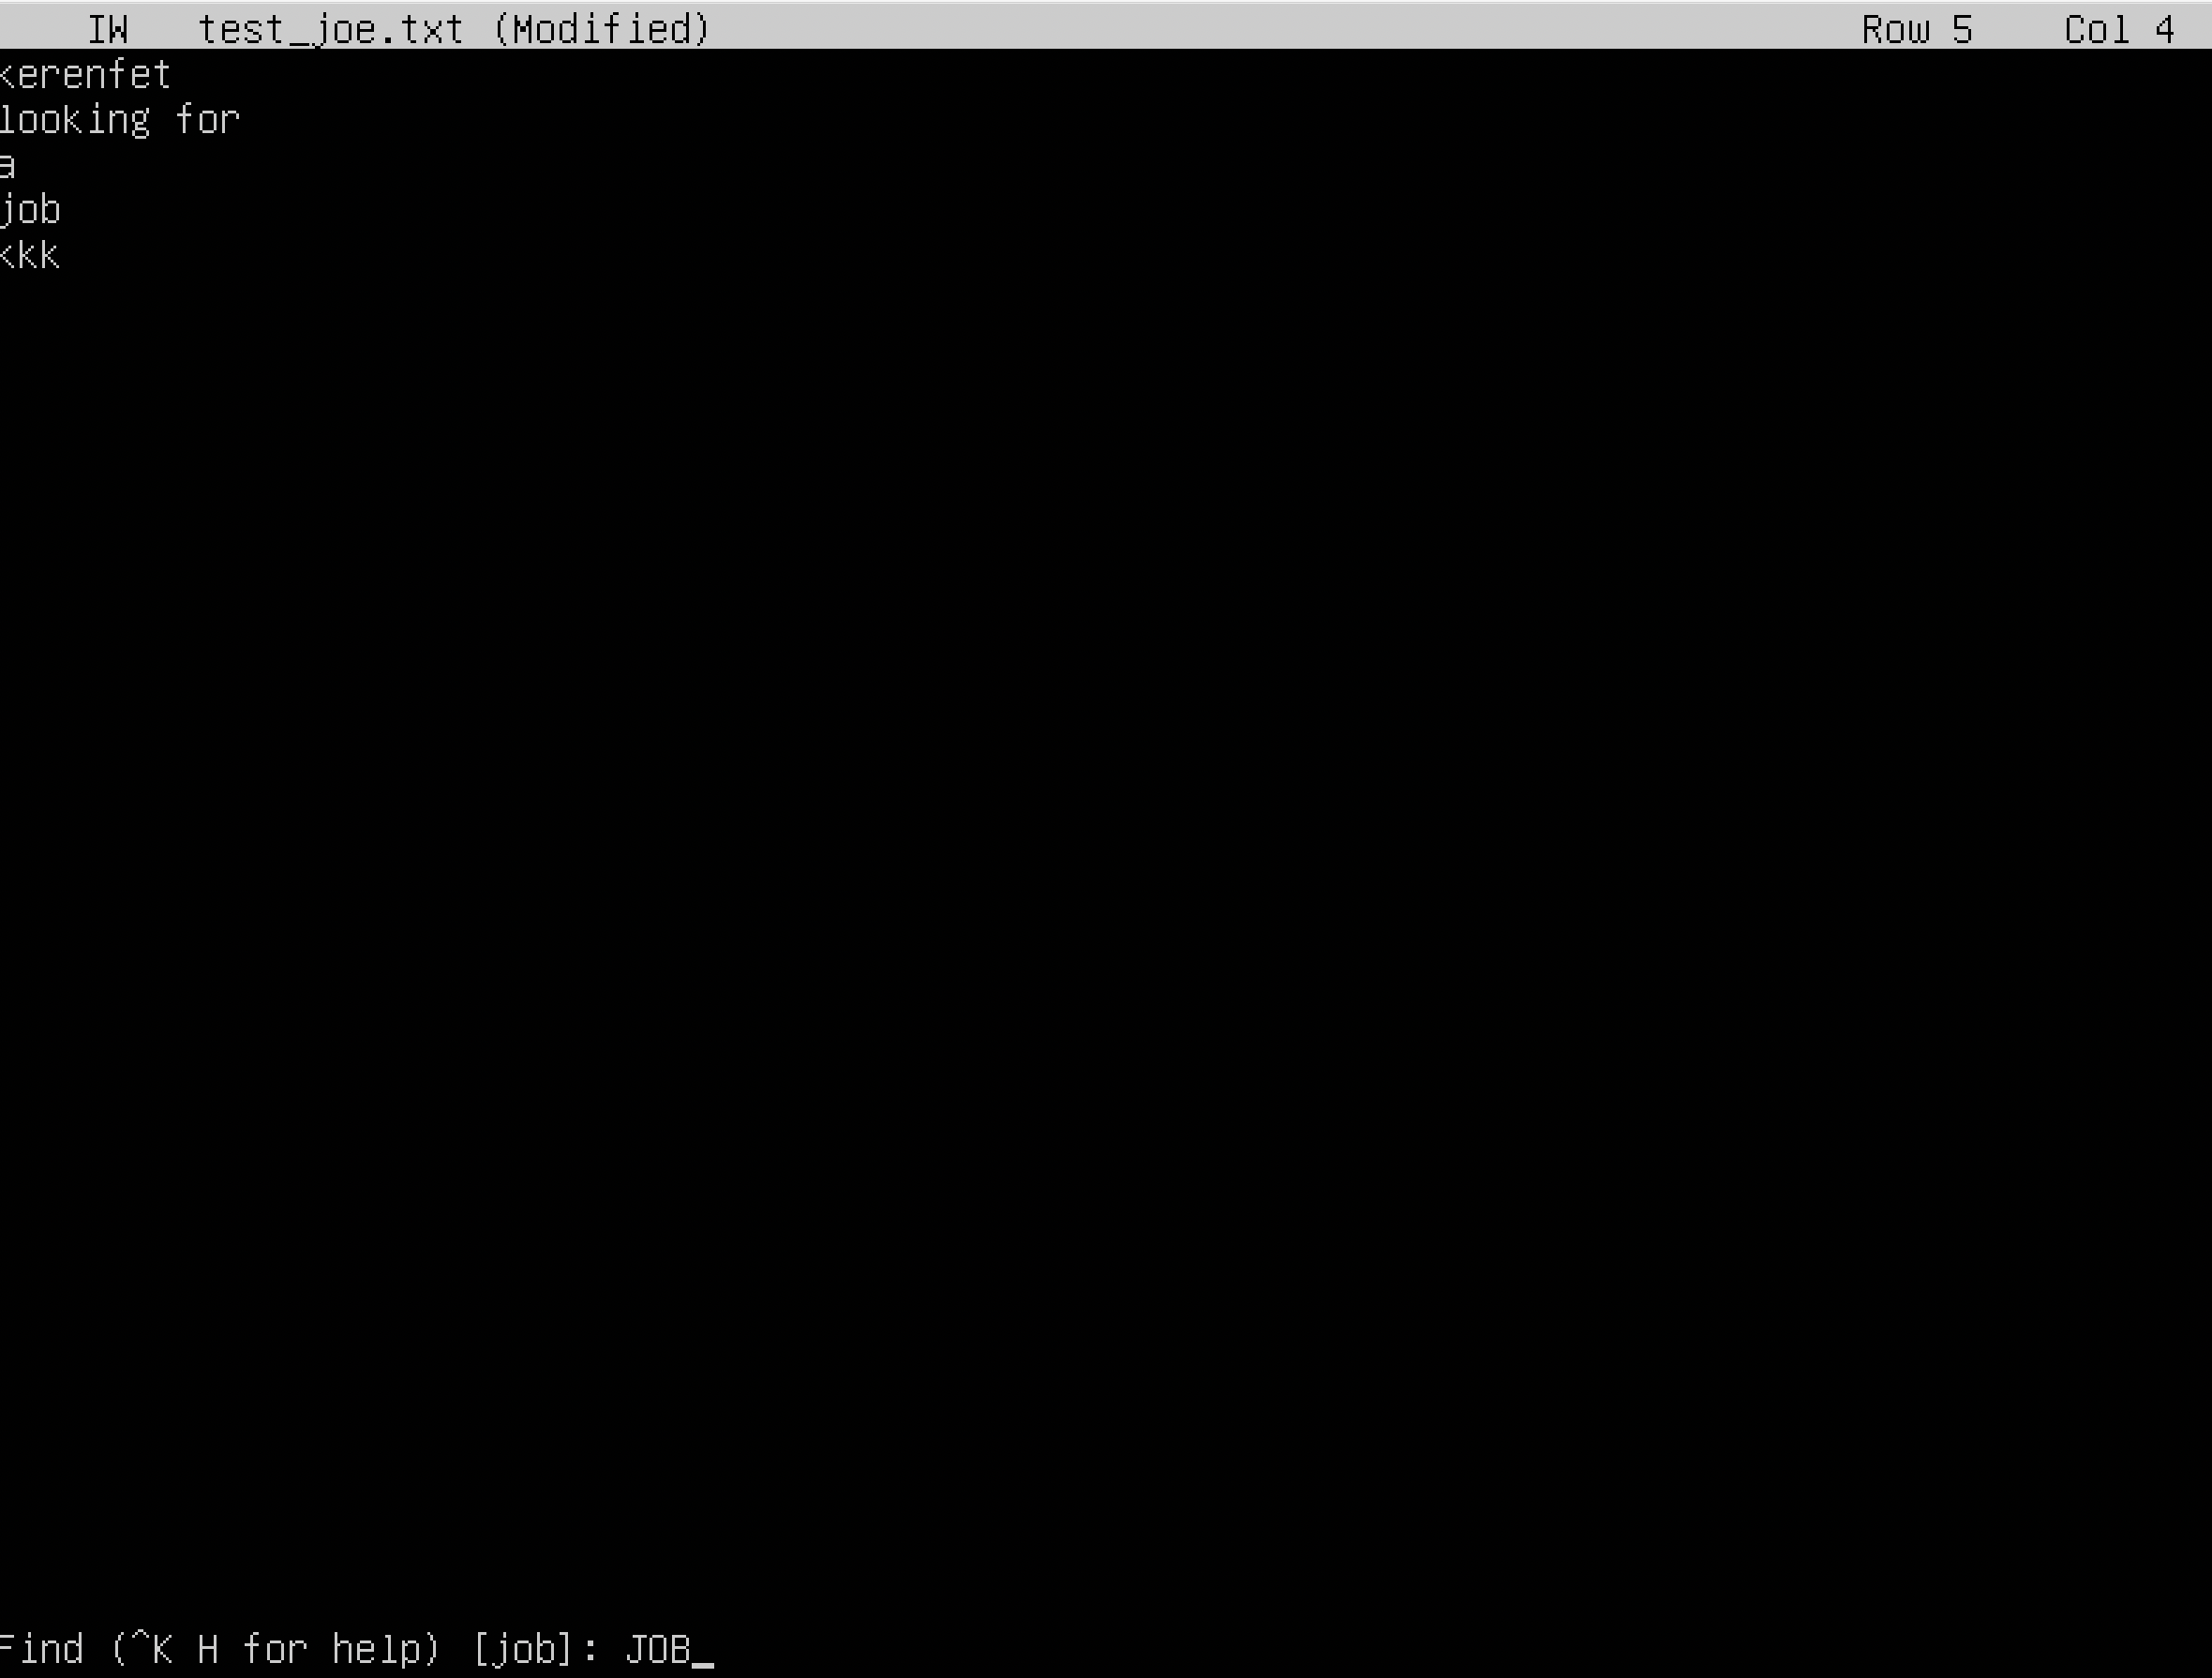 IW test_joe.txt (Modified) Row 5 Col 4
kerenfet
looking for
a
job
kkk
Find (^K H for help) [job]: JOB_